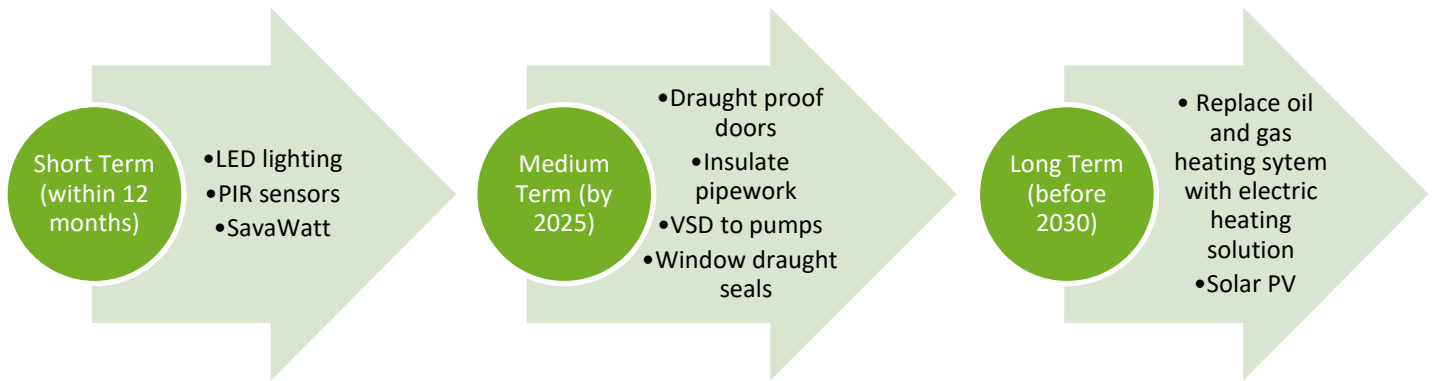 Short Term
(within 12
months)
•LED lighting
•PIR sensors
•SavaWatt
Medium
Term (by
2025)
•Draught proof
doors
•Insulate
pipework
•VSD to pumps
•Window draught
seals
Long Term
(before
2030)
• Replace oil
and gas
heating sytem
with electric
heating
solution
•Solar PV